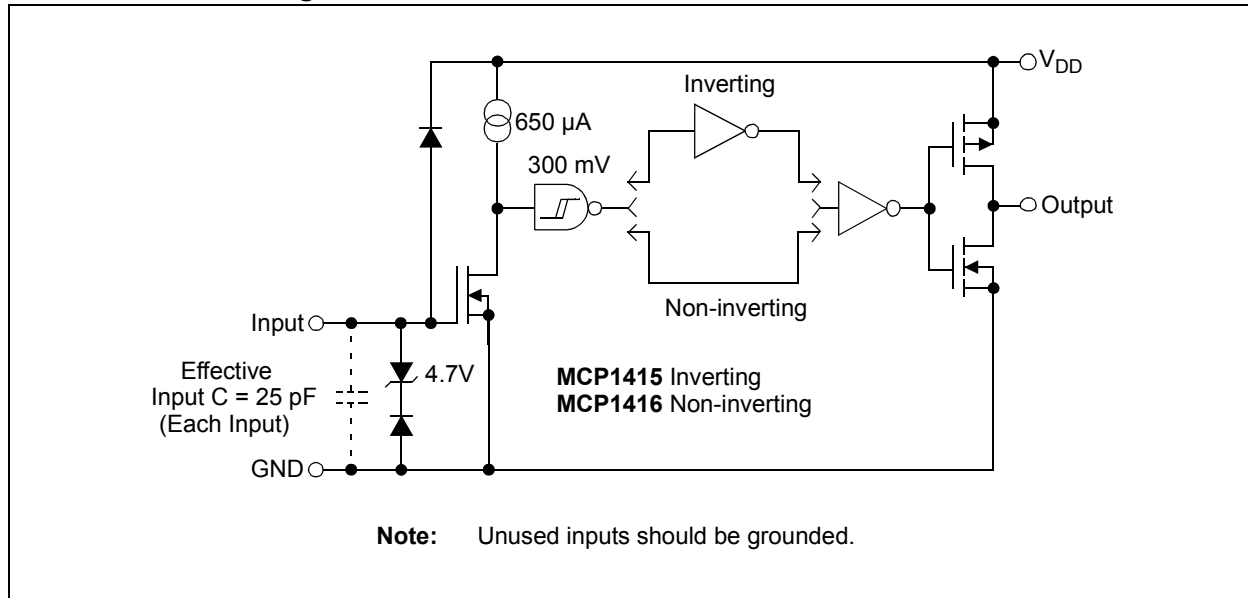 V_DD
Inverting
650 µA
300 mV
Output
Non-inverting
Input
4.7V
Effective
Input C = 25 pF
(Each Input)
MCP1415 Inverting
MCP1416 Non-inverting
GND
Note: Unused inputs should be grounded.